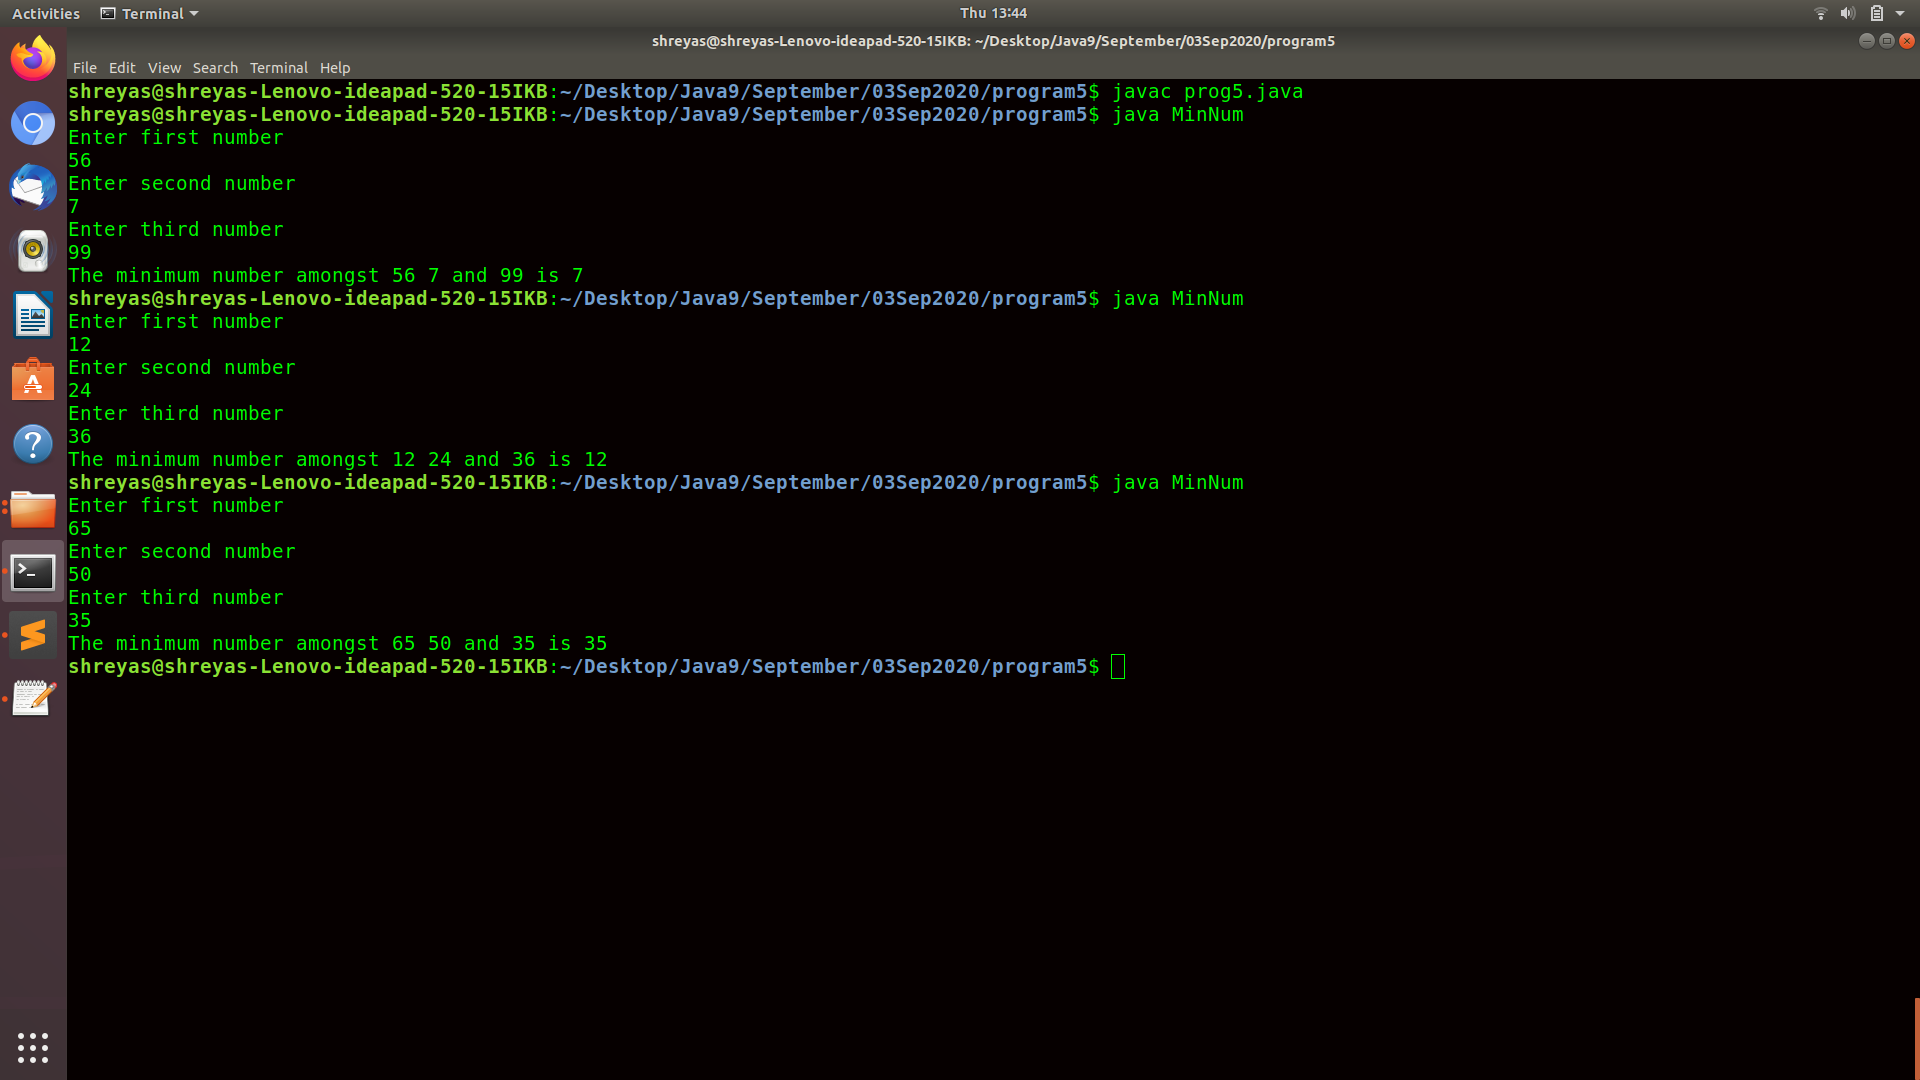 Activities Terminal Thu 13:44
shreyas@shreyas-Lenovo-ideapad-520-15IKB: ~/Desktop/Java9/September/03Sep2020/program5
File Edit View Search Terminal Help
shreyas@shreyas-Lenovo-ideapad-520-15IKB:~/Desktop/Java9/September/03Sep2020/program5$ javac prog5.java
shreyas@shreyas-Lenovo-ideapad-520-15IKB:~/Desktop/Java9/September/03Sep2020/program5$ java MinNum
Enter first number
56
Enter second number
7
Enter third number
99
The minimum number amongst 56 7 and 99 is 7
shreyas@shreyas-Lenovo-ideapad-520-15IKB:~/Desktop/Java9/September/03Sep2020/program5$ java MinNum
Enter first number
12
Enter second number
24
Enter third number
36
The minimum number amongst 12 24 and 36 is 12
shreyas@shreyas-Lenovo-ideapad-520-15IKB:~/Desktop/Java9/September/03Sep2020/program5$ java MinNum
Enter first number
65
Enter second number
50
Enter third number
35
The minimum number amongst 65 50 and 35 is 35
shreyas@shreyas-Lenovo-ideapad-520-15IKB:~/Desktop/Java9/September/03Sep2020/program5$